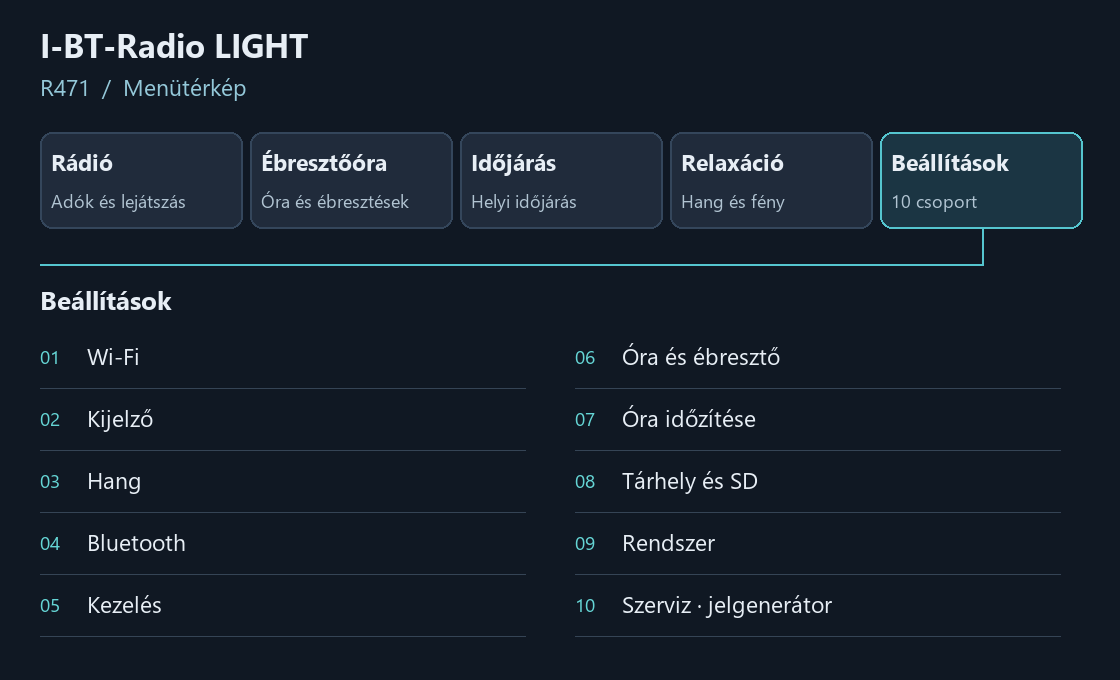 I-BT-Radio LIGHT
R471 / Menütérkép
Rádió
Adók és lejátszás
Ébresztőóra
Óra és ébresztések
Időjárás
Helyi időjárás
Relaxáció
Hang és fény
Beállítások
10 csoport
Beállítások
01 Wi-Fi
02 Kijelző
03 Hang
04 Bluetooth
05 Kezelés
06 Óra és ébresztő
07 Óra időzítése
08 Tárhely és SD
09 Rendszer
10 Szerviz · jelgenerátor